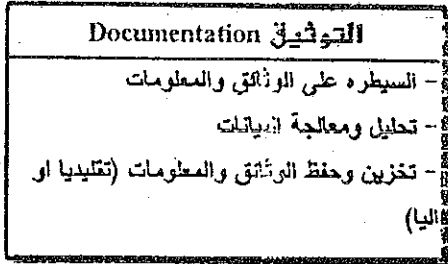 التوثيق Documentation
- السيطره على الوثائق والمعلومات
- تحليل ومعالجة البيانات
- تخزين وحفظ الوثائق والمعلومات (تقليديا او
اليا)